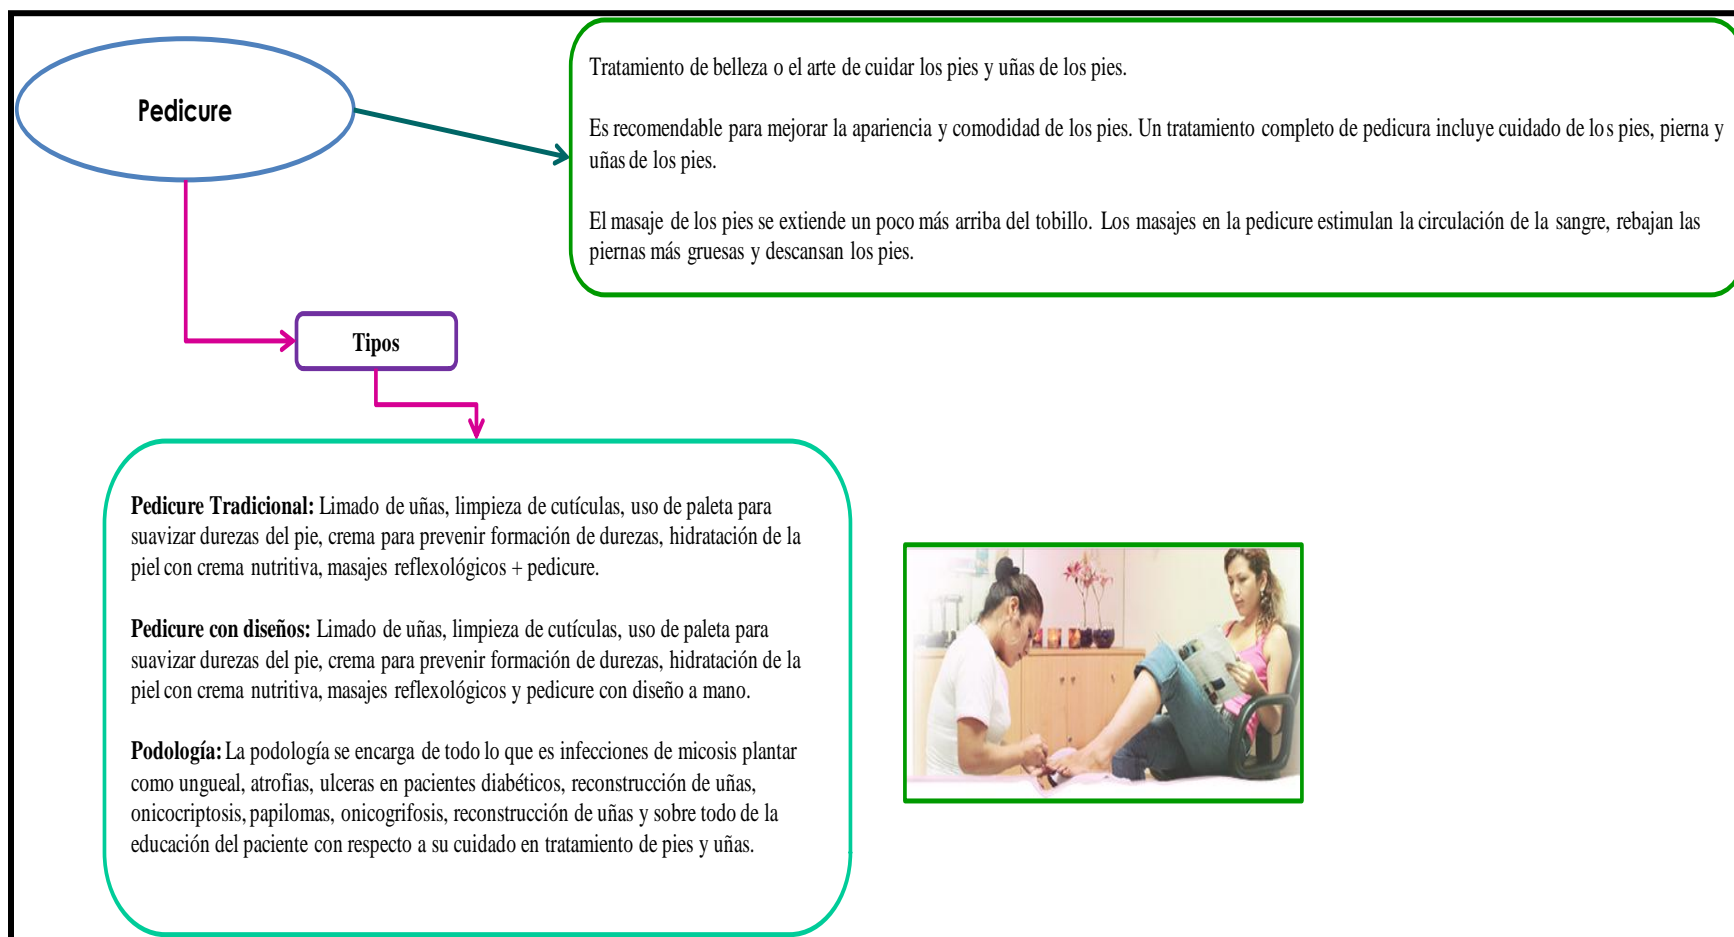 Pedicure
Tratamiento de belleza o el arte de cuidar los pies y uñas de los pies.
Es recomendable para mejorar la apariencia y comodidad de los pies. Un tratamiento completo de pedicura incluye cuidado de los pies, pierna y
uñas de los pies.
El masaje de los pies se extiende un poco más arriba del tobillo. Los masajes en la pedicure estimulan la circulación de la sangre, rebajan las
piernas más gruesas y descansan los pies.
Tipos
Pedicure Tradicional: Limado de uñas, limpieza de cutículas, uso de paleta para
suavizar durezas del pie, crema para prevenir formación de durezas, hidratación de la
piel con crema nutritiva, masajes reflexológicos + pedicure.
Pedicure con diseños: Limado de uñas, limpieza de cutículas, uso de paleta para
suavizar durezas del pie, crema para prevenir formación de durezas, hidratación de la
piel con crema nutritiva, masajes reflexológicos y pedicure con diseño a mano.
Podología: La podología se encarga de todo lo que es infecciones de micosis plantar
como ungueal, atrofias, ulceras en pacientes diabéticos, reconstrucción de uñas,
onicocriptosis, papilomas, onicogrifosis, reconstrucción de uñas y sobre todo de la
educación del paciente con respecto a su cuidado en tratamiento de pies y uñas.